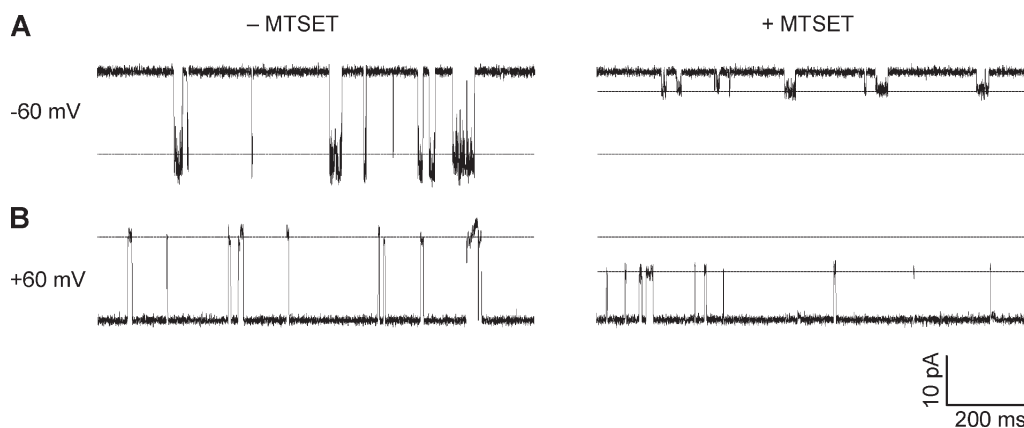 A
– MTSET
+ MTSET
-60 mV
B
+60 mV
10 pA
200 ms